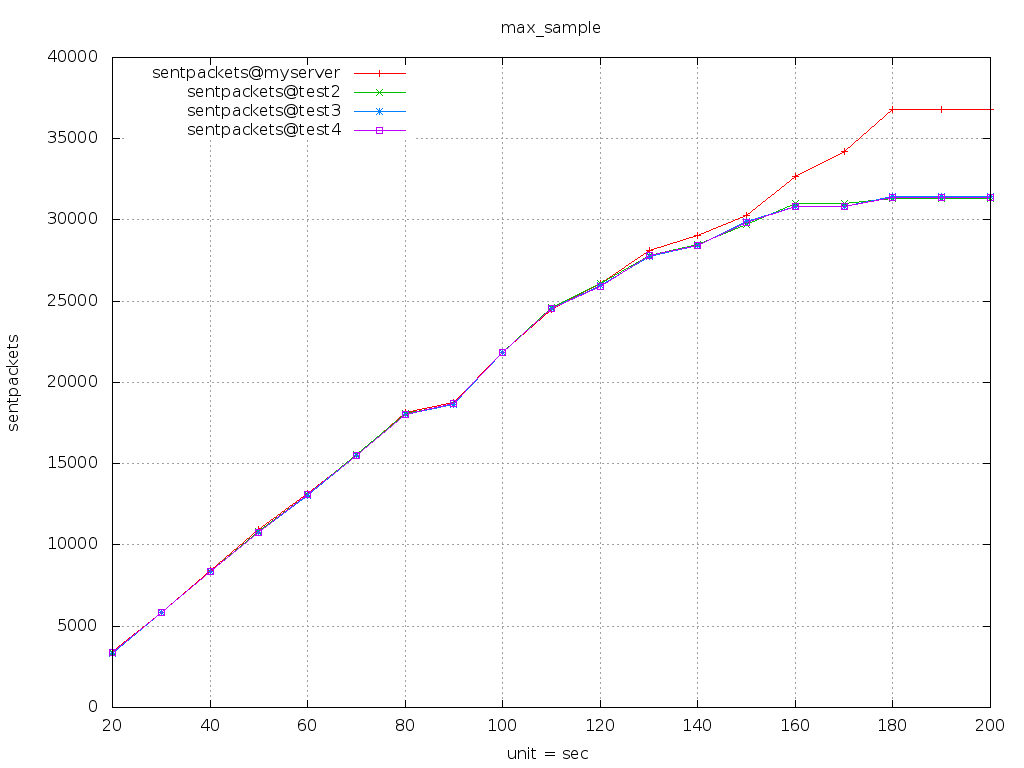 max_sample
40000
35000
30000
25000
20000
15000
10000
5000
0
sentpackets
sentpackets@myserver
sentpackets@test2
sentpackets@test3
sentpackets@test4
20 40 60 80 100 120 140 160 180 200
unit = sec